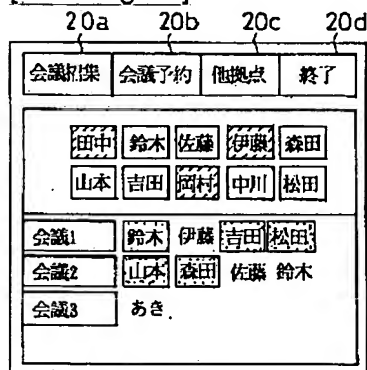 20a 20b 20c 20d
会議招集 会議予約 他拠点 終了
田中 鈴木 佐藤 伊藤 森田
山本 吉田 岡村 中川 松田
会議1 鈴木 伊藤 吉田 松田
会議2 山本 森田 佐藤 鈴木
会議3 あき